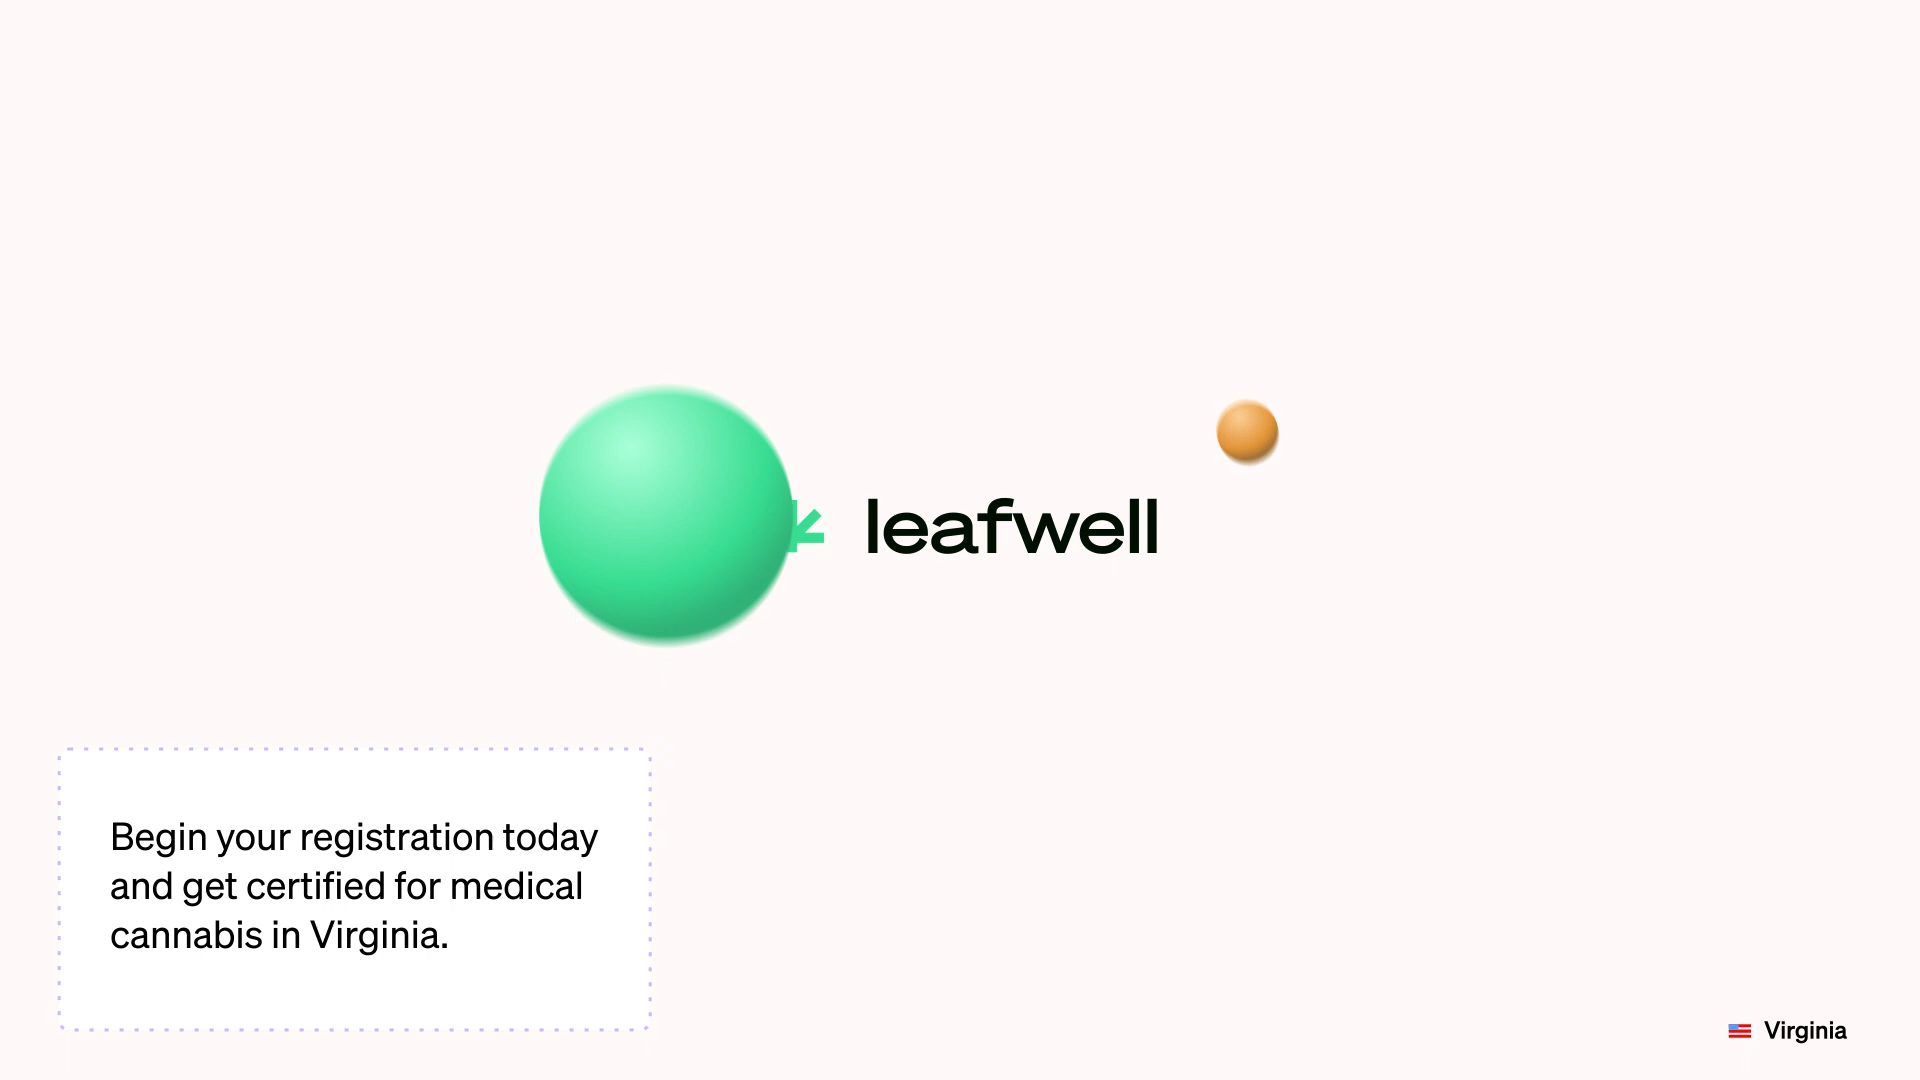 leafwell
Begin your registration today
and get certified for medical
cannabis in Virginia.
Virginia